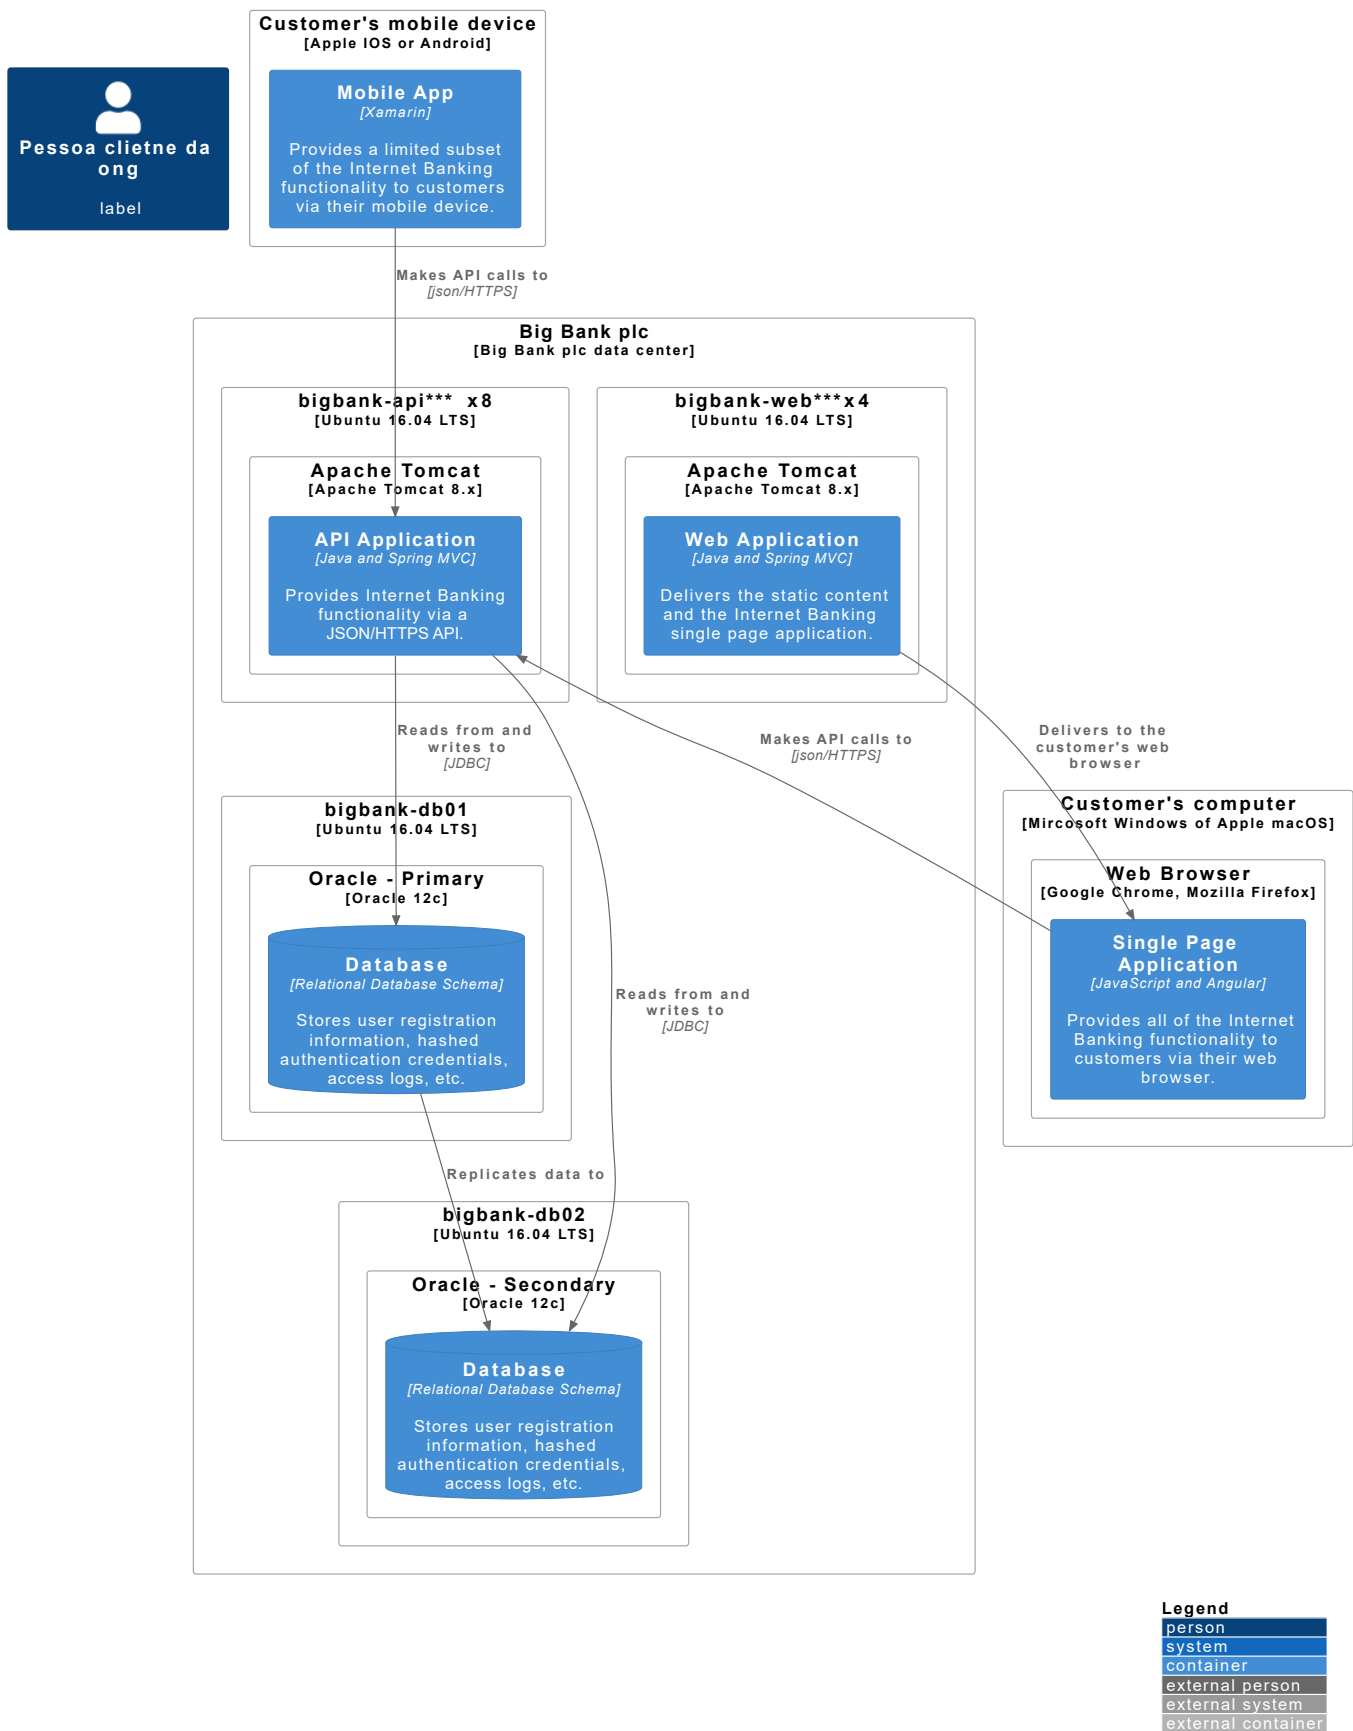 Customer's mobile device
[Apple IOS or Android]
Mobile App
[Xamarin]
Provides a limited subset
of the Internet Banking
functionality to customers
via their mobile device.
Pessoa clietne da
ong
label
Makes API calls to
[json/HTTPS]
Big Bank plc
[Big Bank plc data center]
bigbank-api*** x8
[Ubuntu 16.04 LTS]
Apache Tomcat
[Apache Tomcat 8.x]
API Application
[Java and Spring MVC]
Provides Internet Banking
functionality via a
JSON/HTTPS API.
bigbank-web***x4
[Ubuntu 16.04 LTS]
Apache Tomcat
[Apache Tomcat 8.x]
Web Application
[Java and Spring MVC]
Delivers the static content
and the Internet Banking
single page application.
Reads from and
writes to
[JDBC]
Makes API calls to
[json/HTTPS]
Delivers to the
customer's web
browser
bigbank-db01
[Ubuntu 16.04 LTS]
Oracle - Primary
[Oracle 12c]
Database
[Relational Database Schema]
Stores user registration
information, hashed
authentication credentials,
access logs, etc.
Reads from and
writes to
[JDBC]
Customer's computer
[Mircosoft Windows of Apple macOS]
Web Browser
[Google Chrome, Mozilla Firefox]
Single Page
Application
[JavaScript and Angular]
Provides all of the Internet
Banking functionality to
customers via their web
browser.
Replicates data to
bigbank-db02
[Ubuntu 16.04 LTS]
Oracle - Secondary
[Oracle 12c]
Database
[Relational Database Schema]
Stores user registration
information, hashed
authentication credentials,
access logs, etc.
Legend
person
system
container
external person
external system
external container